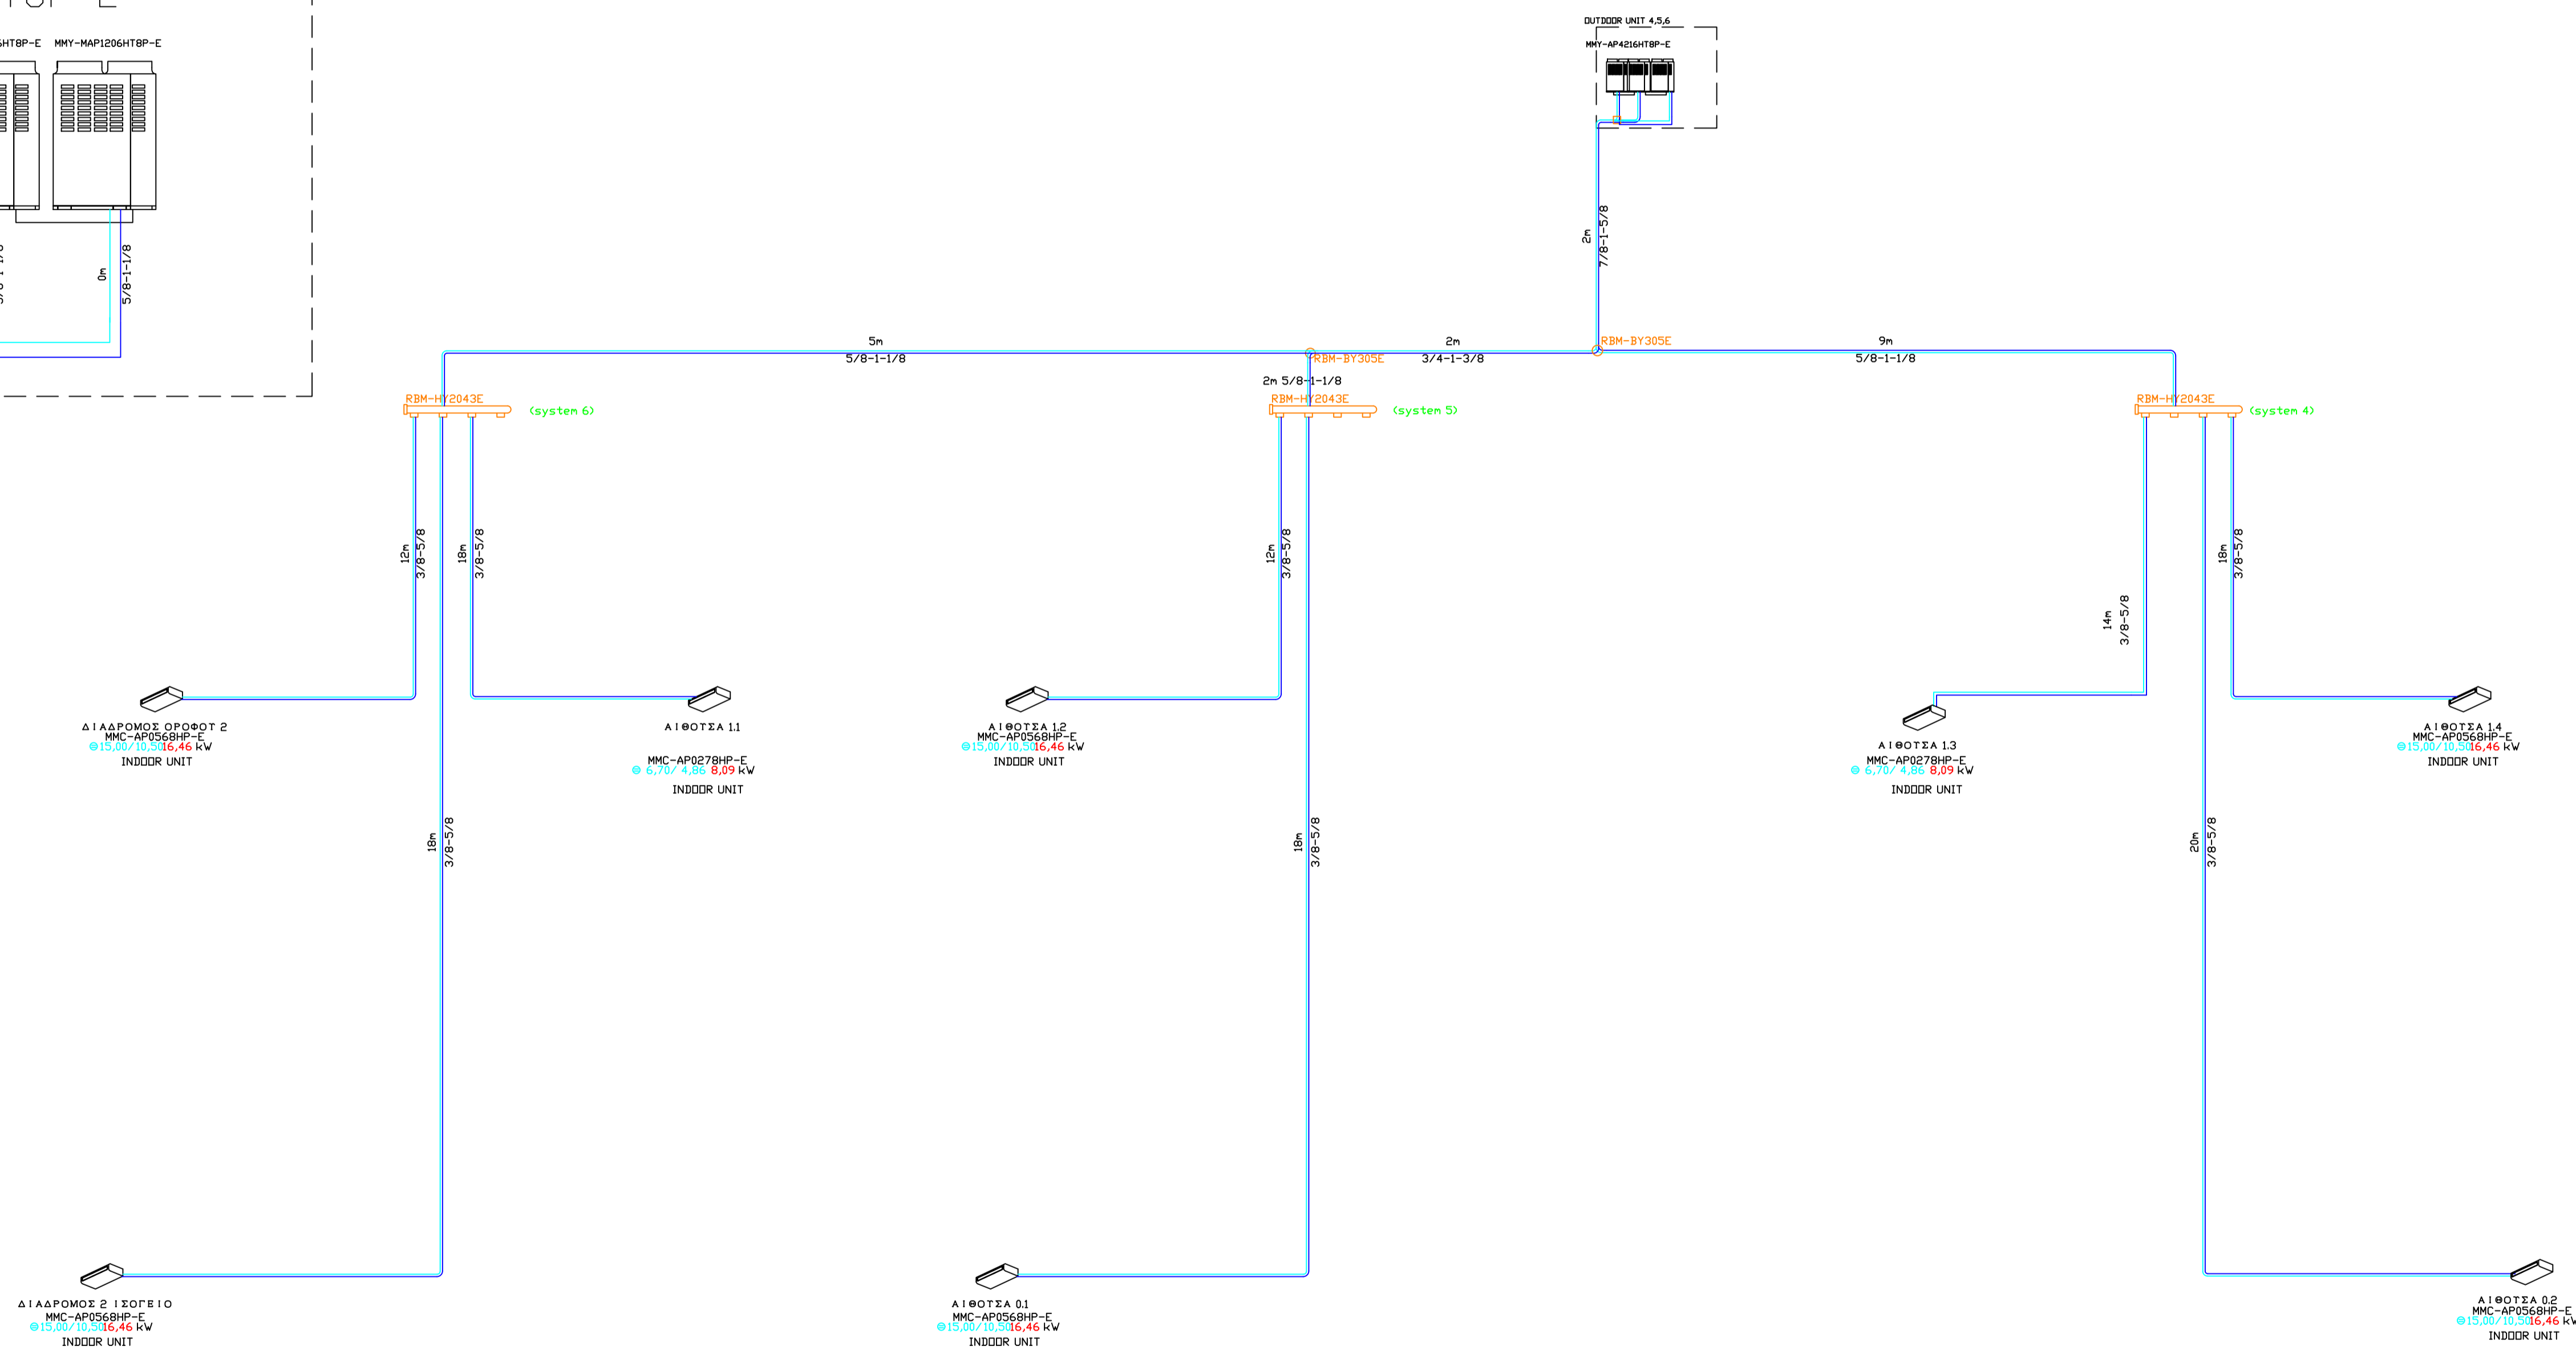 OUTDOOR UNIT 4,5,6
MMY-AP4216HT8P-E
6HT8P-E
MMY-MAP1206HT8P-E
0m
5/8-1-1/8
2m
7/8-1-5/8
5m
5/8-1-1/8
2m
3/4-1-3/8
RBM-BY305E
9m
5/8-1-1/8
RBM-BY305E
2m 5/8-1-1/8
RBM-HY2043E
(system 6)
RBM-HY2043E
(system 5)
RBM-HY2043E
(system 4)
12m
3/8-5/8
18m
3/8-5/8
12m
3/8-5/8
14m
3/8-5/8
18m
3/8-5/8
ΔΙΑΔΡΟΜΟΣ ΟΡΟΦΟΤ 2
MMC-AP0568HP-E
15,00/10,50 16,46 kW
INDOOR UNIT
ΑΙΘΟΤΣΑ 1.1
MMC-AP0278HP-E
6,70/ 4,86 8,09 kW
INDOOR UNIT
ΑΙΘΟΤΣΑ 1.2
MMC-AP0568HP-E
15,00/10,50 16,46 kW
INDOOR UNIT
ΑΙΘΟΤΣΑ 1.3
MMC-AP0278HP-E
6,70/ 4,86 8,09 kW
INDOOR UNIT
ΑΙΘΟΤΣΑ 1.4
MMC-AP0568HP-E
15,00/10,50 16,46 kW
INDOOR UNIT
18m
3/8-5/8
18m
3/8-5/8
20m
3/8-5/8
ΔΙΑΔΡΟΜΟΣ 2 ΙΣΟΓΕΙΟ
MMC-AP0568HP-E
15,00/10,50 16,46 kW
INDOOR UNIT
ΑΙΘΟΤΣΑ 0.1
MMC-AP0568HP-E
15,00/10,50 16,46 kW
INDOOR UNIT
ΑΙΘΟΤΣΑ 0.2
MMC-AP0568HP-E
15,00/10,50 16,46 kW
INDOOR UNIT